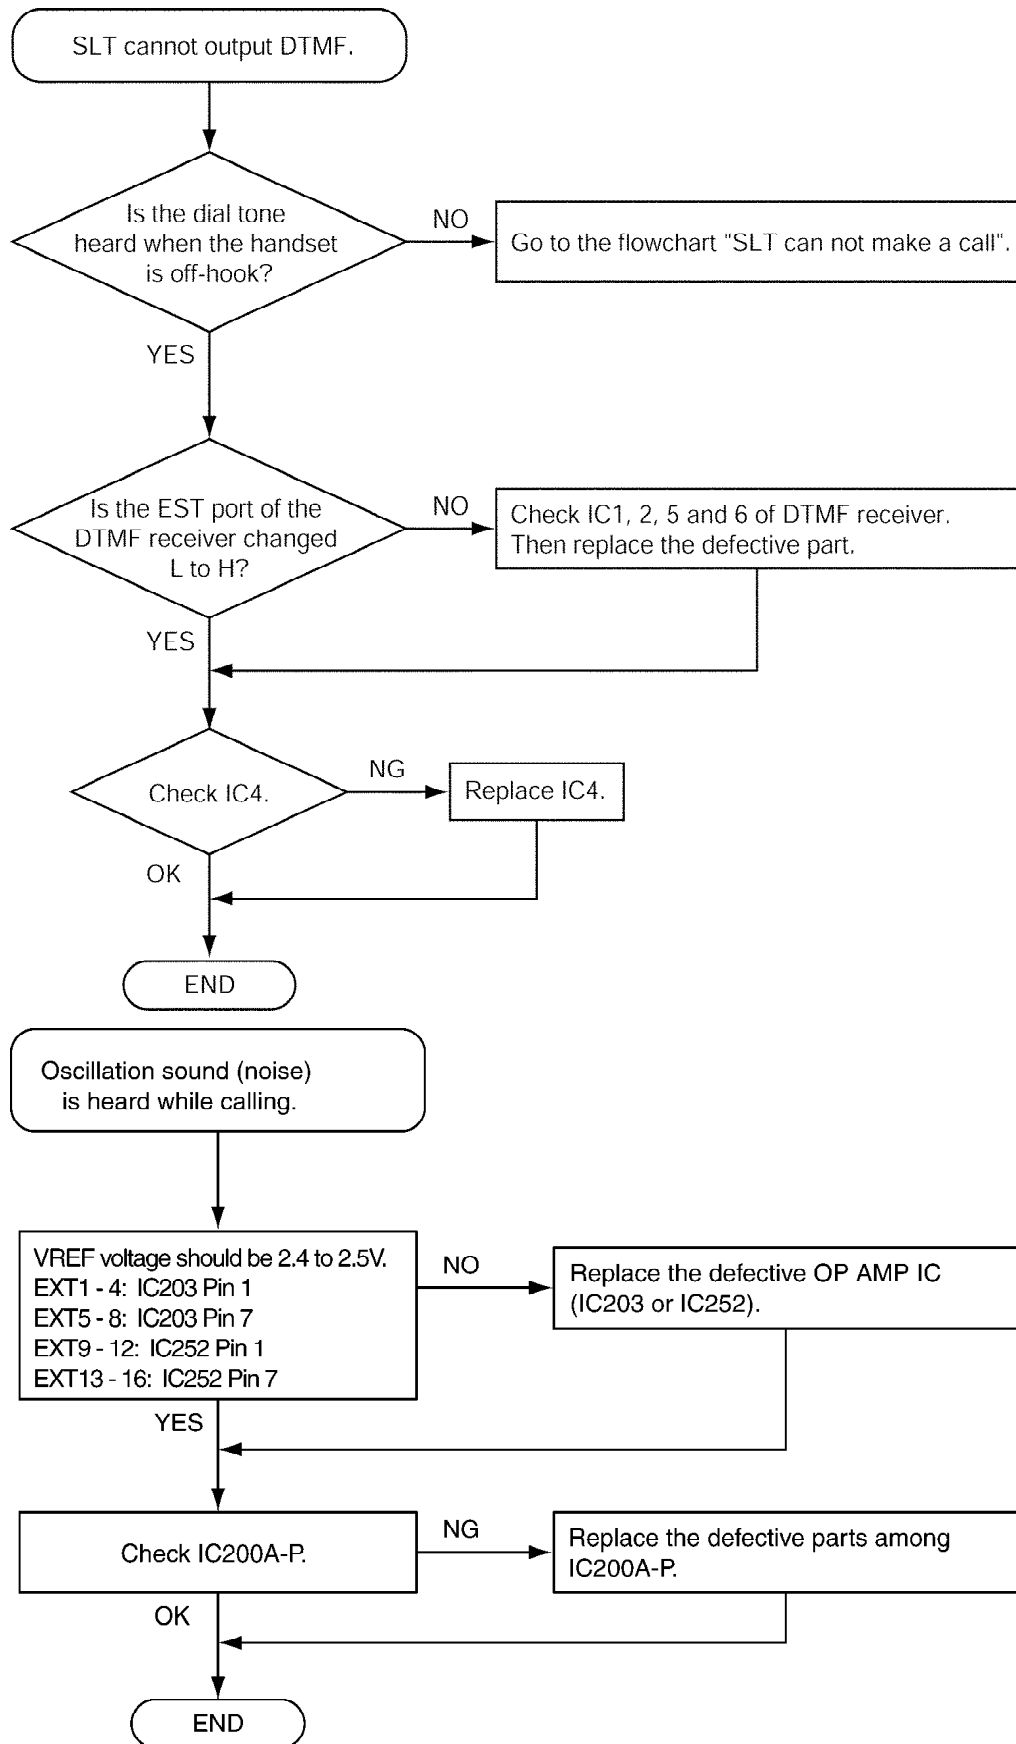 SLT cannot output DTMF.
Is the dial tone
heard when the handset
is off-hook?
NO
Go to the flowchart "SLT can not make a call".
YES
Is the EST port of the
DTMF receiver changed
L to H?
NO
Check IC1, 2, 5 and 6 of DTMF receiver.
Then replace the defective part.
YES
Check IC4.
NG
Replace IC4.
OK
END
Oscillation sound (noise)
is heard while calling.
VREF voltage should be 2.4 to 2.5V.
EXT1 - 4: IC203 Pin 1
EXT5 - 8: IC203 Pin 7
EXT9 - 12: IC252 Pin 1
EXT13 - 16: IC252 Pin 7
NO
Replace the defective OP AMP IC
(IC203 or IC252).
YES
Check IC200A-P.
NG
Replace the defective parts among
IC200A-P.
OK
END